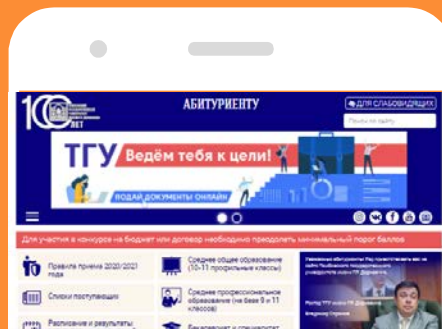 100 ЛЕТ
АБИТУРИЕНТУ
ДЛЯ СЛАБОВИДЯЩИХ
Поиск по сайту
ТГУ Ведём тебя к цели!
ПОДАЙ ДОКУМЕНТЫ ОНЛАЙН
Для участия в конкурсе на бюджет или договор необходимо преодолеть минимальный порог баллов
Правила приема 2020/2021
года
Среднее общее образование
(10-11 профильные классы)
Списки поступающих
Среднее профессиональное
образование (на базе 9 и 11
классов)
Расписание и результаты
Бакалавриат и специалитет
Уважаемые абитуриенты! Рад приветствовать вас на
сайте
университета имени Г.Р. Державина.
Ректор ТГУ имени Г.Р. Державина
Владимир Стромов